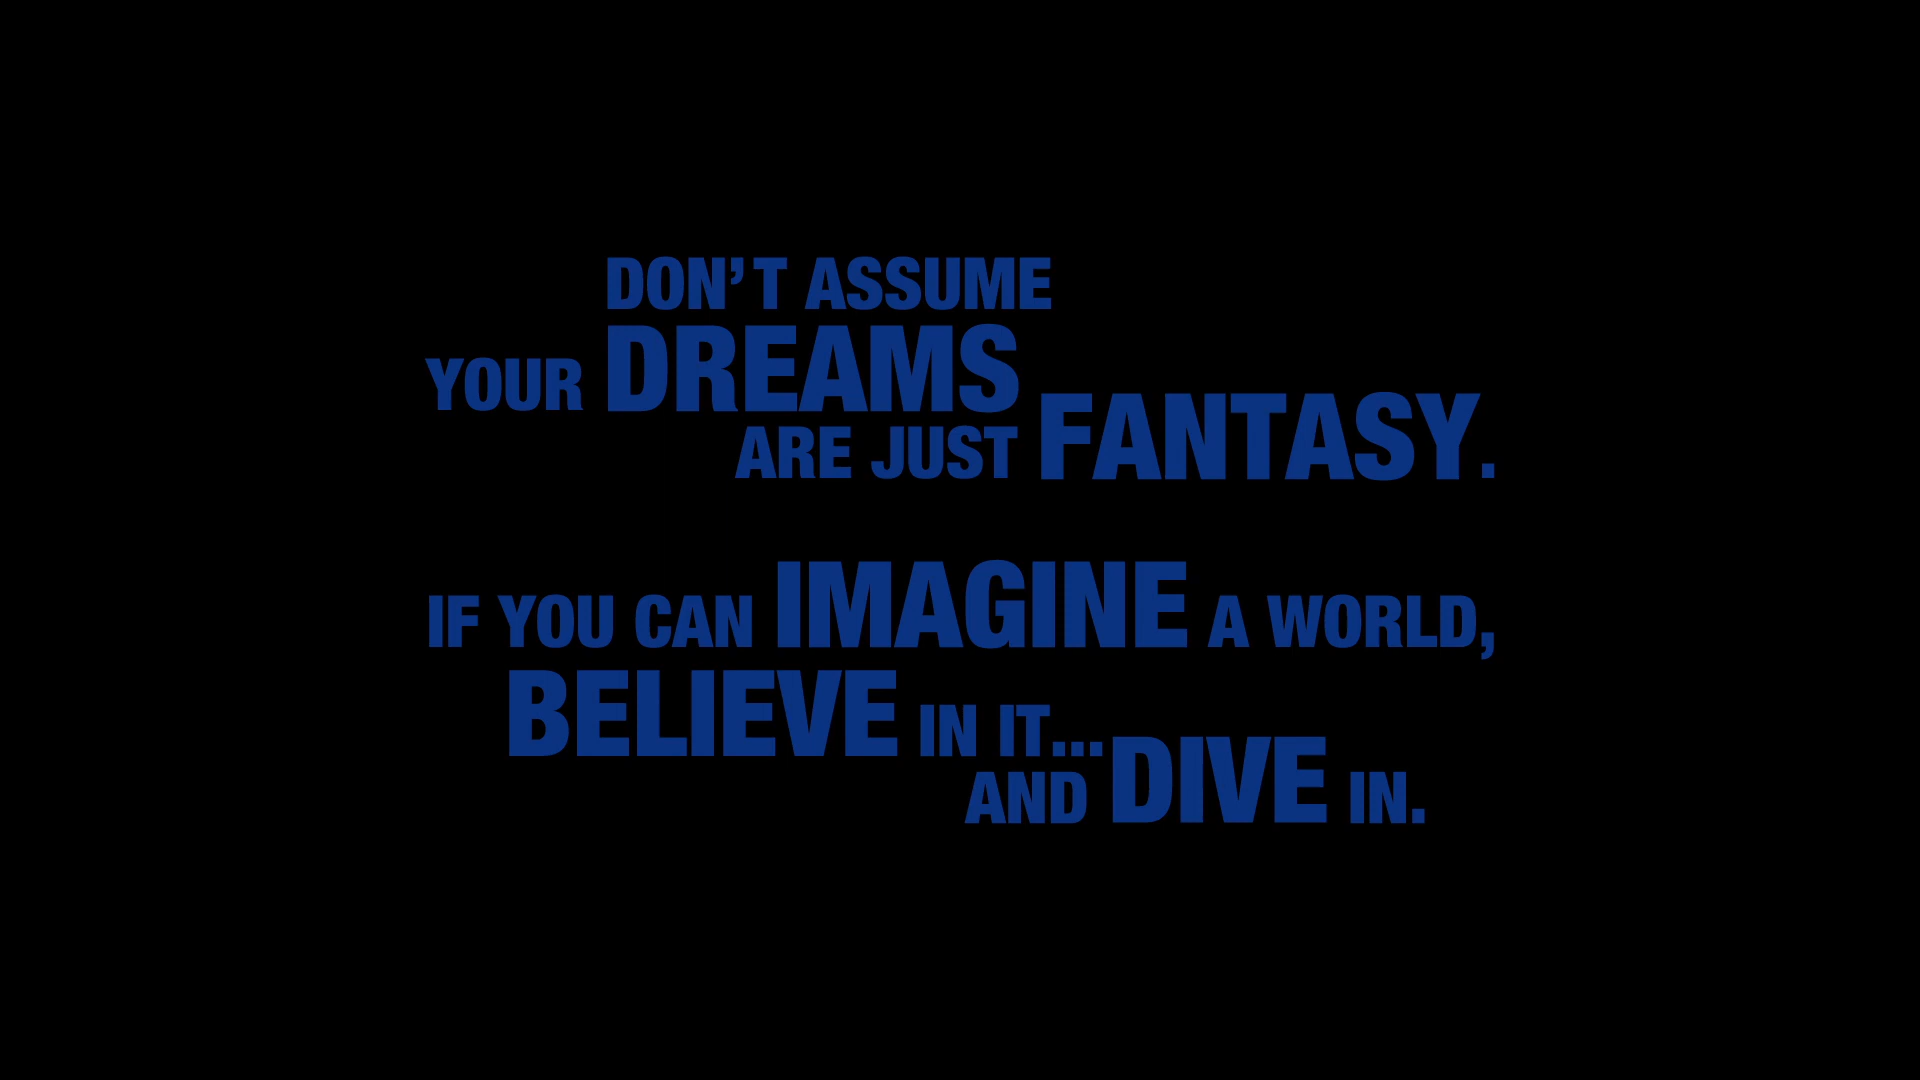 DON'T ASSUME
YOUR DREAMS
ARE JUST FANTASY.
IF YOU CAN IMAGINE A WORLD,
BELIEVE IN IT...
AND DIVE IN.